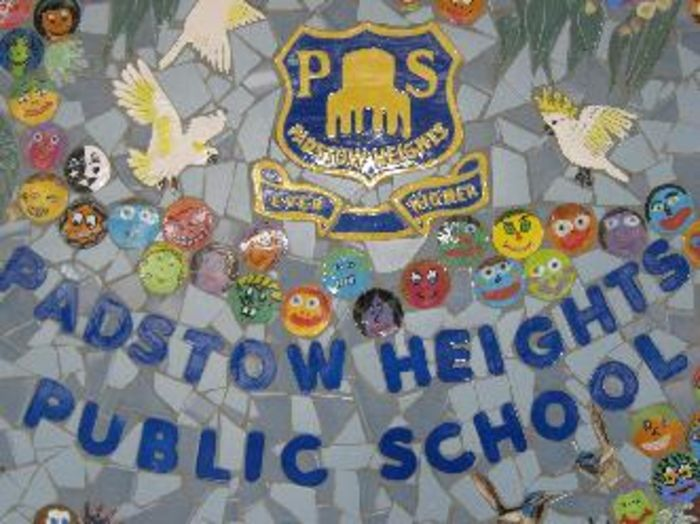 P S
PADSTOW HEIGHTS
EVER HIGHER
PADSTOW HEIGHTS
PUBLIC SCHOOL